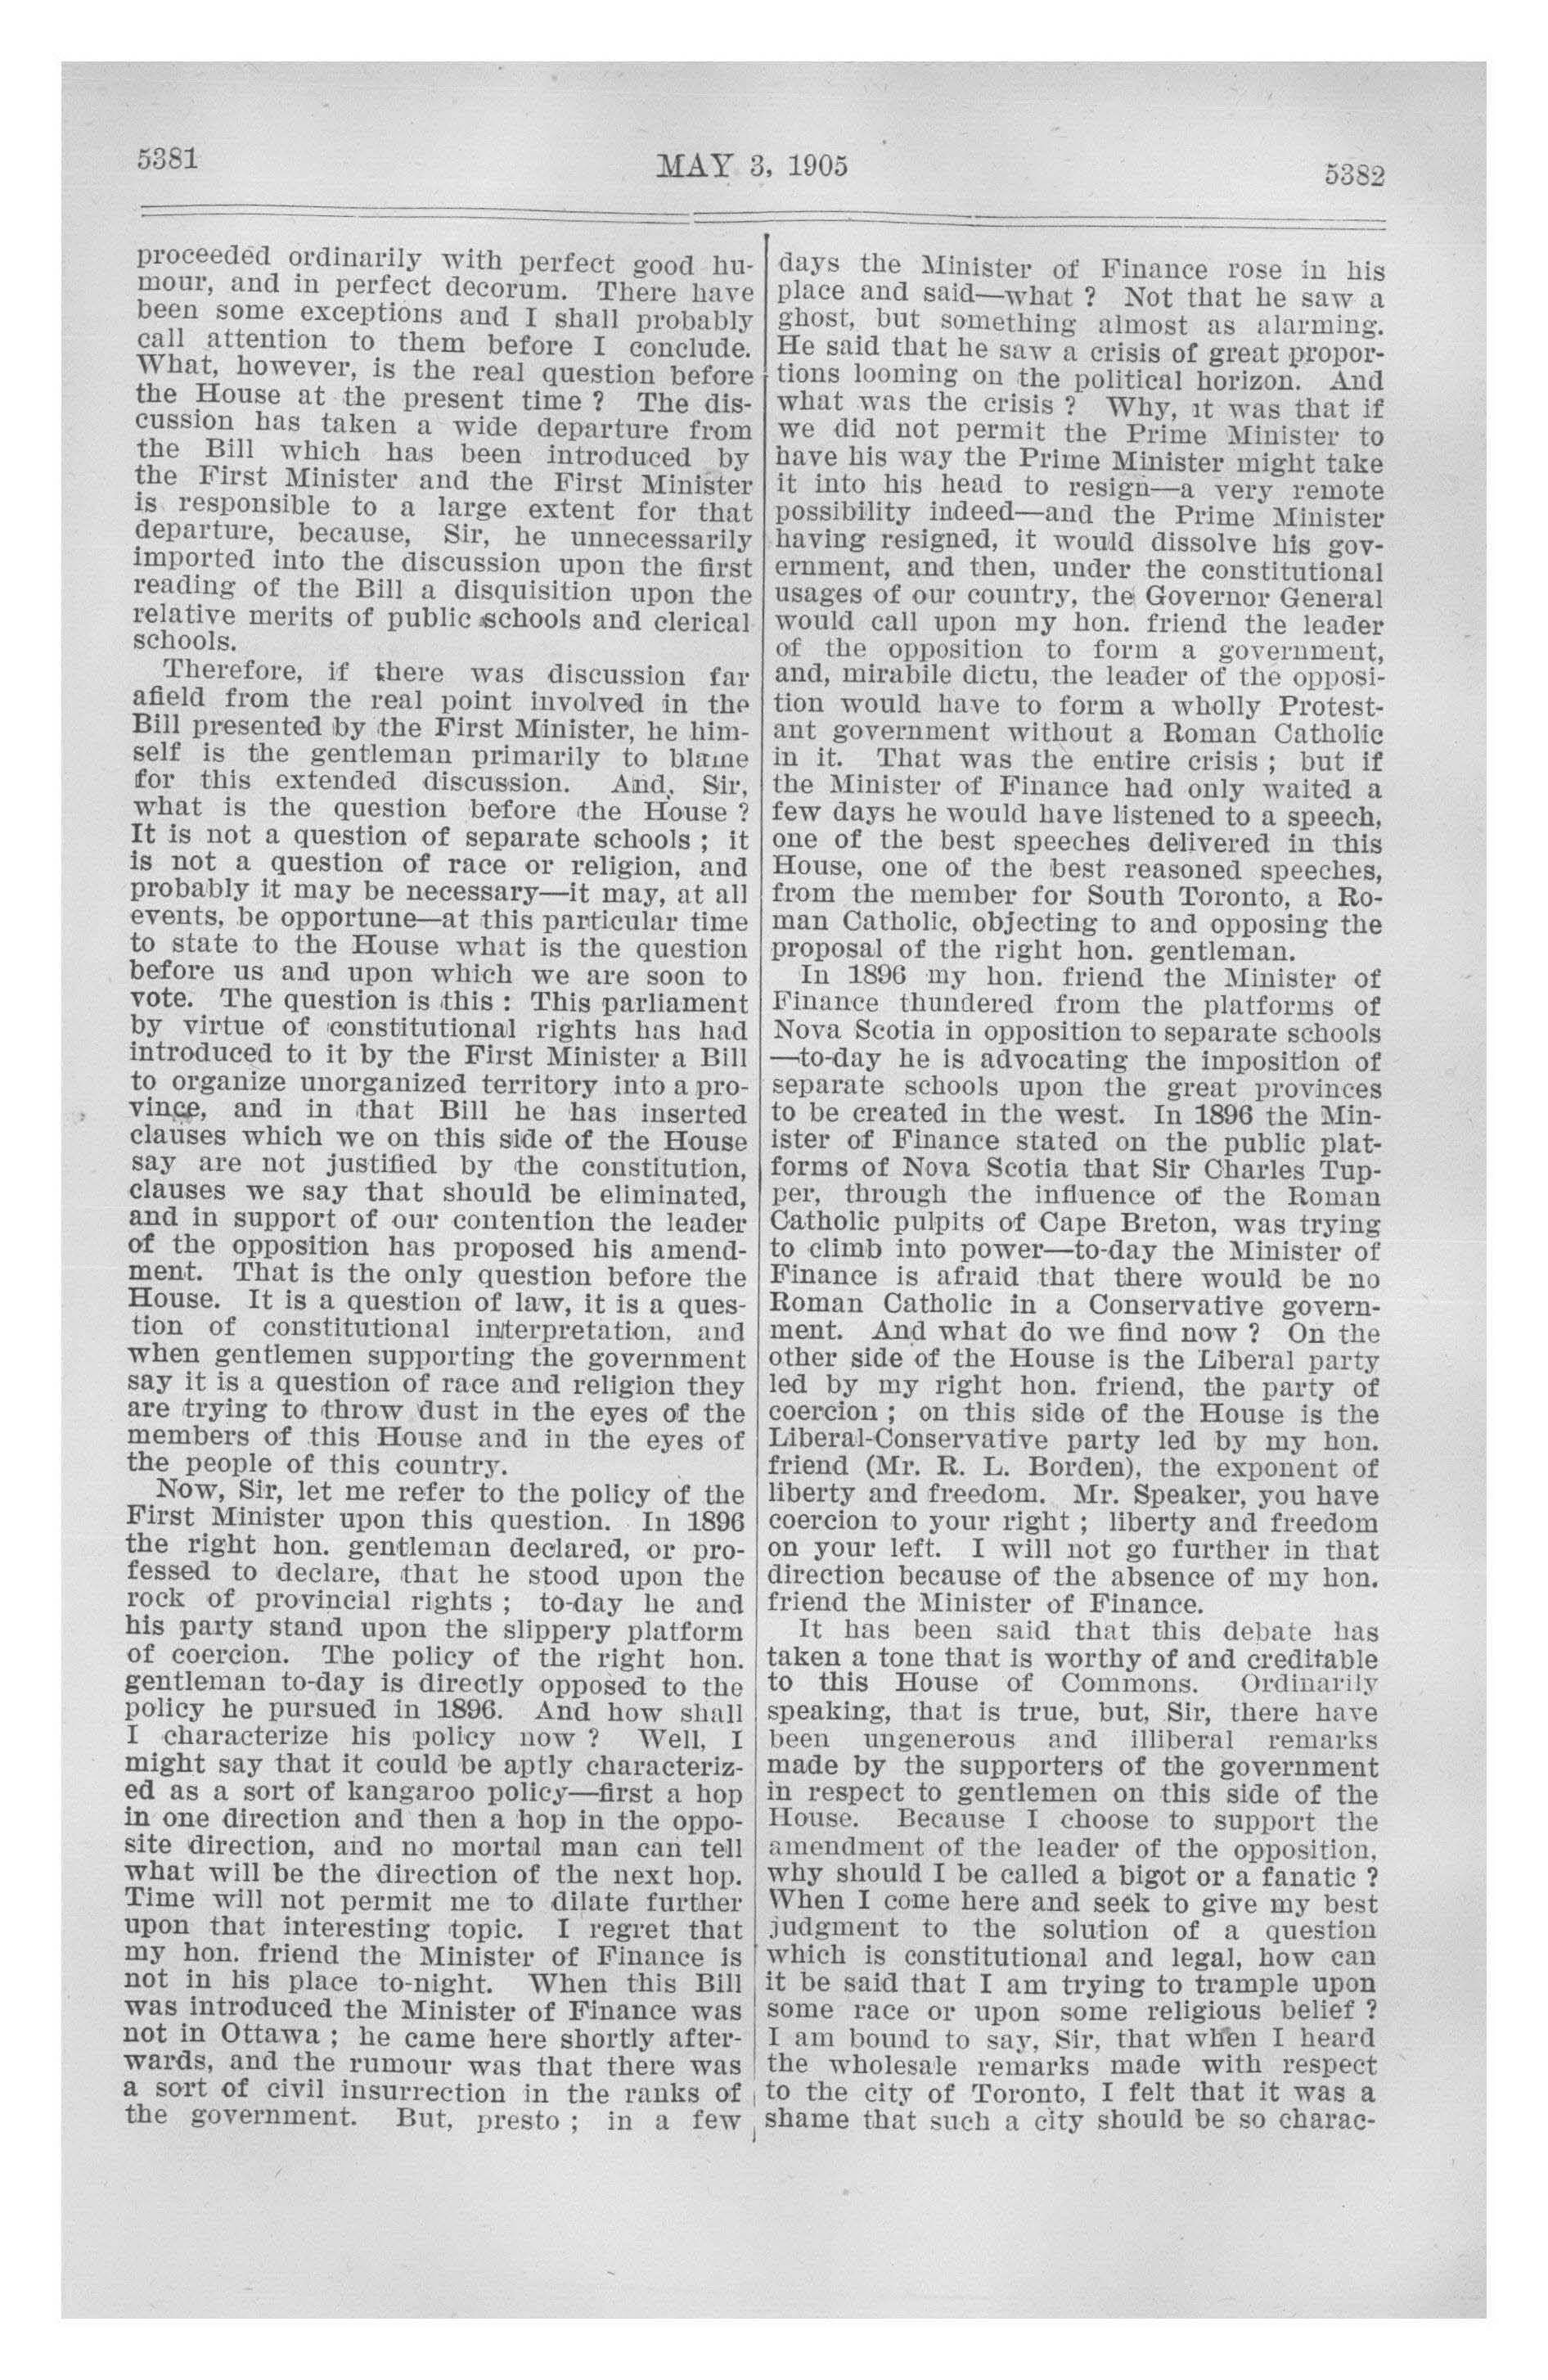 5381
MAY 3, 1905
5382
proceeded ordinarily with perfect good hu-
mour, and in perfect decorum. There have
been some exceptions and I shall probably
call attention to them before I conclude.
What, however, is the real question before
the House at the present time ? The dis-
cussion has taken a wide departure from
the Bill which has been introduced by
the First Minister and the First Minister
is responsible to a large extent for that
departure, because, Sir, he unnecessarily
imported into the discussion upon the first
reading of the Bill a disquisition upon the
relative merits of public schools and clerical
schools.
Therefore, if there was discussion far
afield from the real point involved in the
Bill presented by the First Minister, he him-
self is the gentleman primarily to blame
for this extended discussion. And, Sir,
what is the question before the House ?
It is not a question of separate schools ; it
is not a question of race or religion, and
probably it may be necessary—it may, at all
events, be opportune—at this particular time
to state to the House what is the question
before us and upon which we are soon to
vote. The question is this : This parliament
by virtue of constitutional rights has had
introduced to it by the First Minister a Bill
to organize unorganized territory into a pro-
vince, and in that Bill he has inserted
clauses which we on this side of the House
say are not justified by the constitution,
clauses we say that should be eliminated,
and in support of our contention the leader
of the opposition has proposed his amend-
ment. That is the only question before the
House. It is a question of law, it is a ques-
tion of constitutional interpretation, and
when gentlemen supporting the government
say it is a question of race and religion they
are trying to throw dust in the eyes of the
members of this House and in the eyes of
the people of this country.
Now, Sir, let me refer to the policy of the
First Minister upon this question. In 1896
the right hon. gentleman declared, or pro-
fessed to declare, that he stood upon the
rock of provincial rights ; to-day he and
his party stand upon the slippery platform
of coercion. The policy of the right hon.
gentleman to-day is directly opposed to the
policy he pursued in 1896. And how shall
I characterize his policy now ? Well, I
might say that it could be aptly characteriz-
ed as a sort of kangaroo policy—first a hop
in one direction and then a hop in the oppo-
site direction, and no mortal man can tell
what will be the direction of the next hop.
Time will not permit me to dilate further
upon that interesting topic. I regret that
my hon. friend the Minister of Finance is
not in his place to-night. When this Bill
was introduced the Minister of Finance was
not in Ottawa ; he came here shortly after-
wards, and the rumour was that there was
a sort of civil insurrection in the ranks of
the government. But, presto ; in a few
days the Minister of Finance rose in his
place and said—what ? Not that he saw a
ghost, but something almost as alarming.
He said that he saw a crisis of great propor-
tions looming on the political horizon. And
what was the crisis ? Why, it was that if
we did not permit the Prime Minister to
have his way the Prime Minister might take
it into his head to resign—a very remote
possibility indeed—and the Prime Minister
having resigned, it would dissolve his gov-
ernment, and then, under the constitutional
usages of our country, the Governor General
would call upon my hon. friend the leader
of the opposition to form a government,
and, mirabile dictu, the leader of the opposi-
tion would have to form a wholly Protest-
ant government without a Roman Catholic
in it. That was the entire crisis ; but if
the Minister of Finance had only waited a
few days he would have listened to a speech,
one of the best speeches delivered in this
House, one of the best reasoned speeches,
from the member for South Toronto, a Ro-
man Catholic, objecting to and opposing the
proposal of the right hon. gentleman.
In 1896 my hon. friend the Minister of
Finance thundered from the platforms of
Nova Scotia in opposition to separate schools
—to-day he is advocating the imposition of
separate schools upon the great provinces
to be created in the west. In 1896 the Min-
ister of Finance stated on the public plat-
forms of Nova Scotia that Sir Charles Tup-
per, through the influence of the Roman
Catholic pulpits of Cape Breton, was trying
to climb into power—to-day the Minister of
Finance is afraid that there would be no
Roman Catholic in a Conservative govern-
ment. And what do we find now ? On the
other side of the House is the Liberal party
led by my right hon. friend, the party of
coercion ; on this side of the House is the
Liberal-Conservative party led by my hon.
friend (Mr. R. L. Borden), the exponent of
liberty and freedom. Mr. Speaker, you have
coercion to your right ; liberty and freedom
on your left. I will not go further in that
direction because of the absence of my hon.
friend the Minister of Finance.
It has been said that this debate has
taken a tone that is worthy of and creditable
to this House of Commons. Ordinarily
speaking, that is true, but, Sir, there have
been ungenerous and illiberal remarks
made by the supporters of the government
in respect to gentlemen on this side of the
House. Because I choose to support the
amendment of the leader of the opposition,
why should I be called a bigot or a fanatic ?
When I come here and seek to give my best
judgment to the solution of a question
which is constitutional and legal, how can
it be said that I am trying to trample upon
some race or upon some religious belief ?
I am bound to say, Sir, that when I heard
the wholesale remarks made with respect
to the city of Toronto, I felt that it was a
shame that such a city should be so charac-